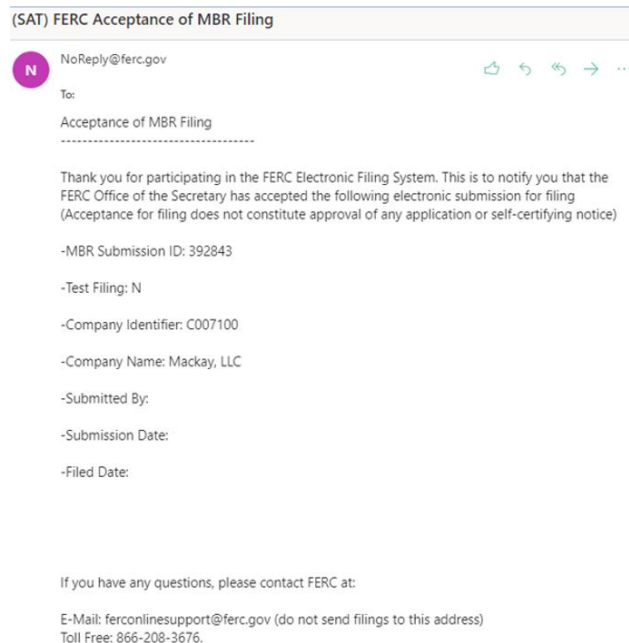 (SAT) FERC Acceptance of MBR Filing
N
NoReply@ferc.gov
To:
Acceptance of MBR Filing
------------------------------------
Thank you for participating in the FERC Electronic Filing System. This is to notify you that the
FERC Office of the Secretary has accepted the following electronic submission for filing
(Acceptance for filing does not constitute approval of any application or self-certifying notice)
-MBR Submission ID: 392843
-Test Filing: N
-Company Identifier: C007100
-Company Name: Mackay, LLC
-Submitted By:
-Submission Date:
-Filed Date:
If you have any questions, please contact FERC at:
E-Mail: ferconlinesupport@ferc.gov (do not send filings to this address)
Toll Free: 866-208-3676.